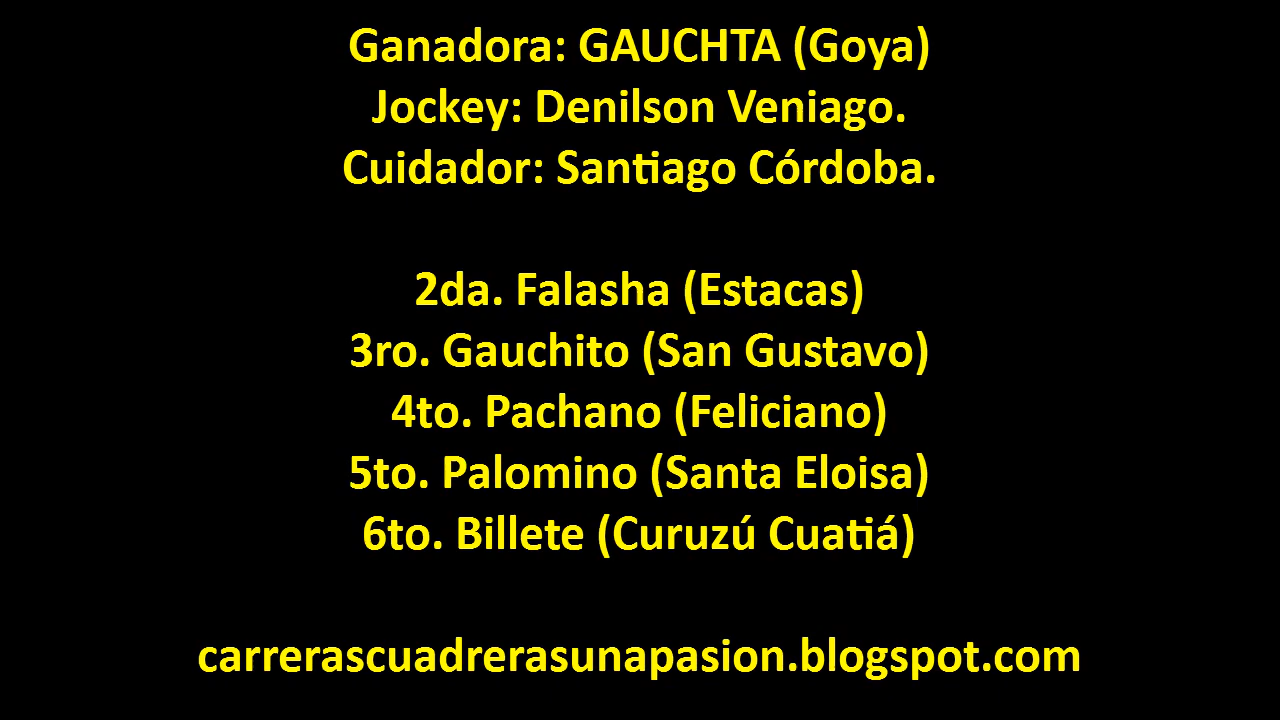 Ganadora: GAUCHTA (Goya)
Jockey: Denilson Veniago.
Cuidador: Santiago Córdoba.
2da. Falasha (Estacas)
3ro. Gauchito (San Gustavo)
4to. Pachano (Feliciano)
5to. Palomino (Santa Eloisa)
6to. Billete (Curuzú Cuatiá)
carrerascuadrerasunapasion.blogspot.com